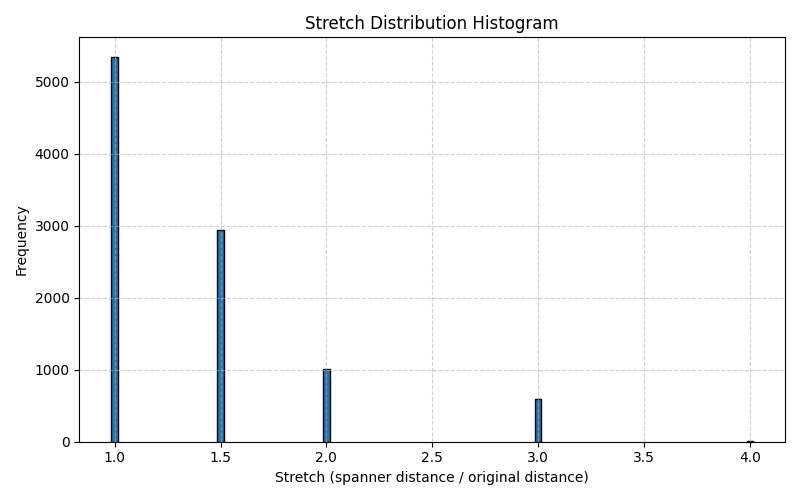 Stretch Distribution Histogram
Frequency
5000
4000
3000
2000
1000
0
1.0 1.5 2.0 2.5 3.0 3.5 4.0
Stretch (spanner distance / original distance)